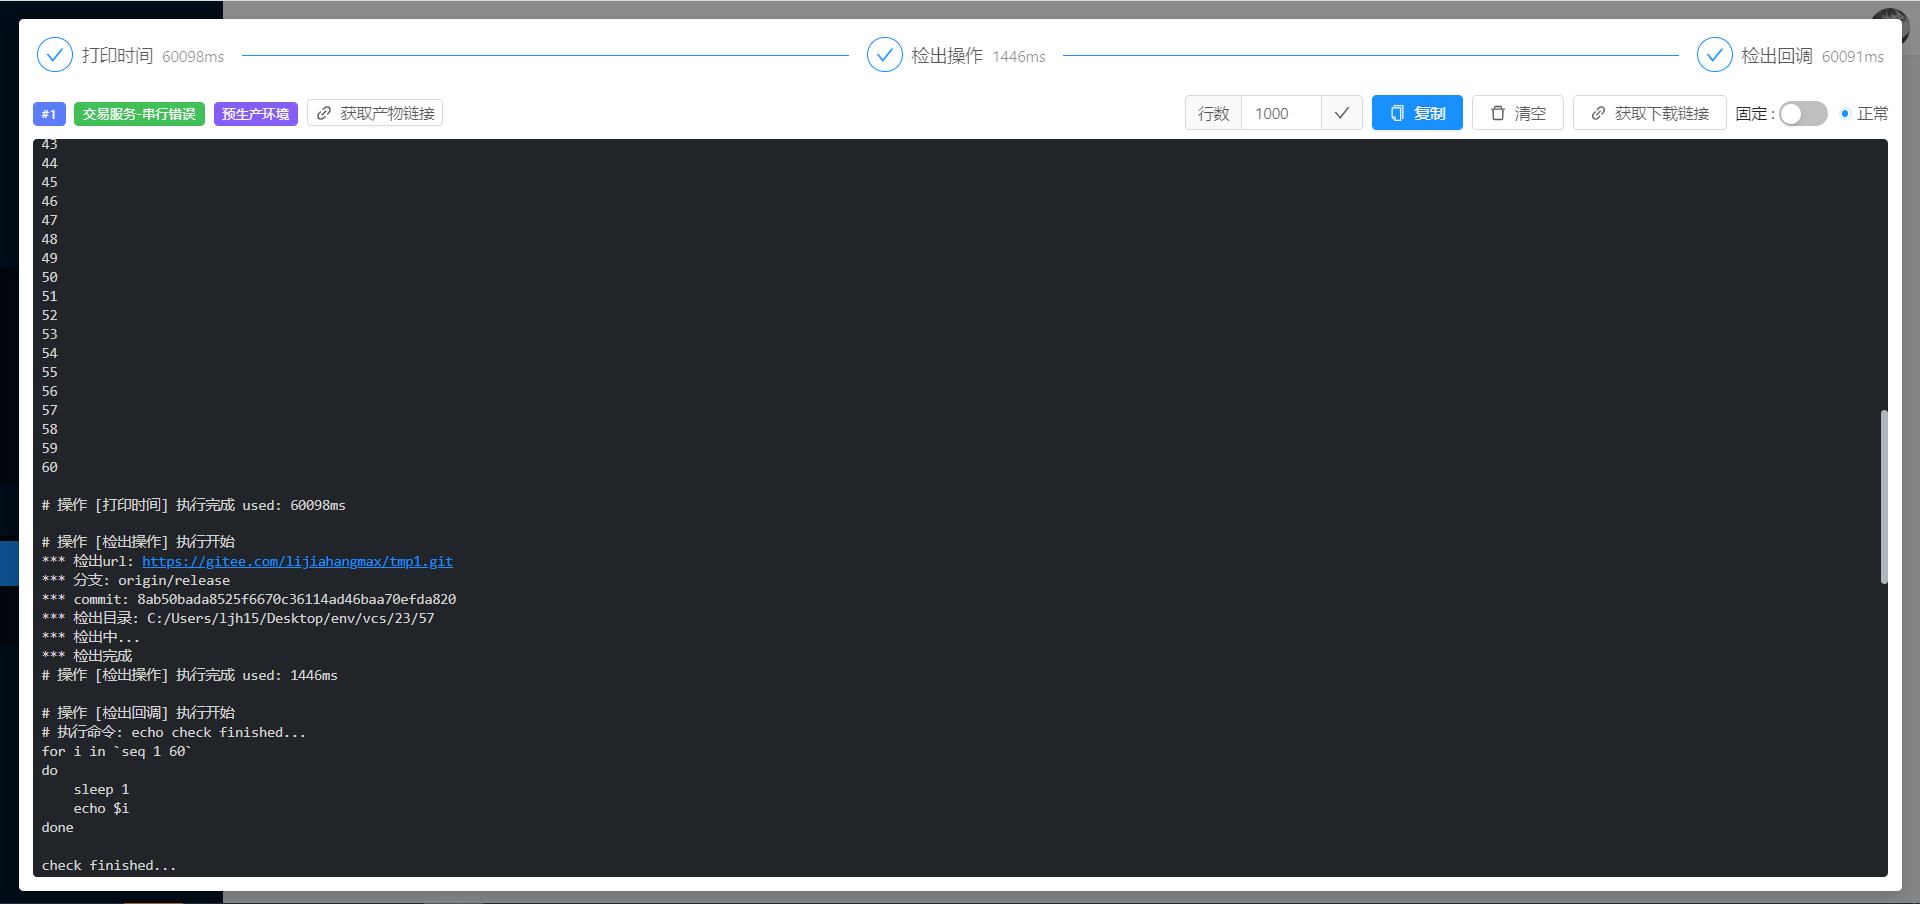 打印时间 60098ms
检出操作 1446ms
检出回调 60091ms
#1 交易服务-串行错误 预生产环境 获取产物链接 行数 1000 复制 清空 获取下载链接 固定 : 正常
43
44
45
46
47
48
49
50
51
52
53
54
55
56
57
58
59
60
# 操作 [打印时间] 执行完成 used: 60098ms
# 操作 [检出操作] 执行开始
*** 检出url: https://gitee.com/lijiahangmax/tmp1.git
*** 分支: origin/release
*** commit: 8ab50bada8525f6670c36114ad46baa70efda820
*** 检出目录: C:/Users/ljh15/Desktop/env/vcs/23/57
*** 检出中...
*** 检出完成
# 操作 [检出操作] 执行完成 used: 1446ms
# 操作 [检出回调] 执行开始
# 执行命令: echo check finished...
for i in `seq 1 60`
do
    sleep 1
    echo $i
done
check finished...